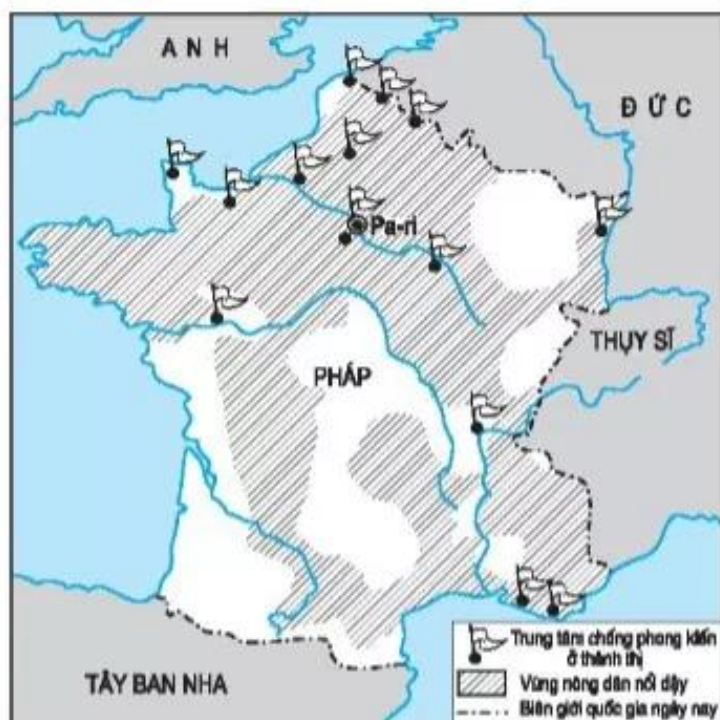 ANH
ĐỨC
Pa-ri
THỤY SĨ
PHÁP
TÂY BAN NHA
Trung tâm chống phong kiến
ở thành thị
Vùng nông dân nổi dậy
Biên giới quốc gia ngày nay